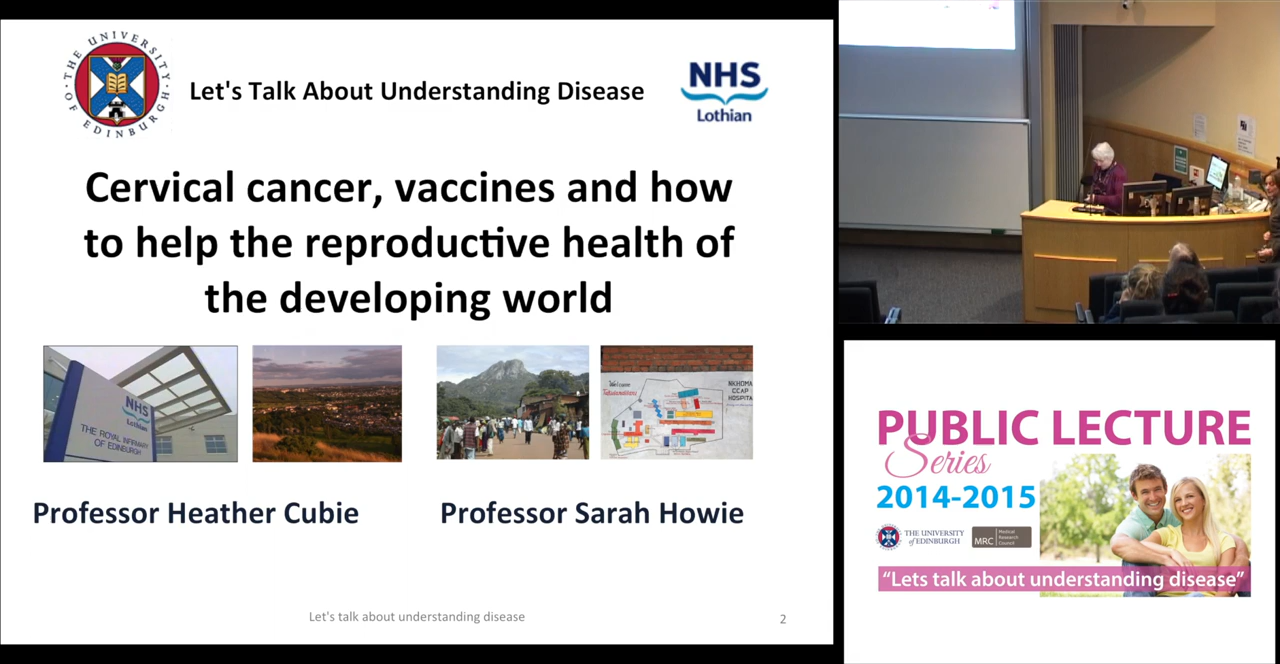 THE UNIVERSITY
OF EDINBURGH
Let's Talk About Understanding Disease
NHS
Lothian
Cervical cancer, vaccines and how
to help the reproductive health of
the developing world
NHS
Lothian
THE ROYAL INFIRMARY
OF EDINBURGH
Welcome
NKHOMA
CCAP
HOSPITAL
Professor Heather Cubie
Professor Sarah Howie
Let's talk about understanding disease
2
PUBLIC LECTURE
Series
2014-2015
THE UNIVERSITY
of EDINBURGH
MRC
Medical
Research
Council
“Lets talk about understanding disease”